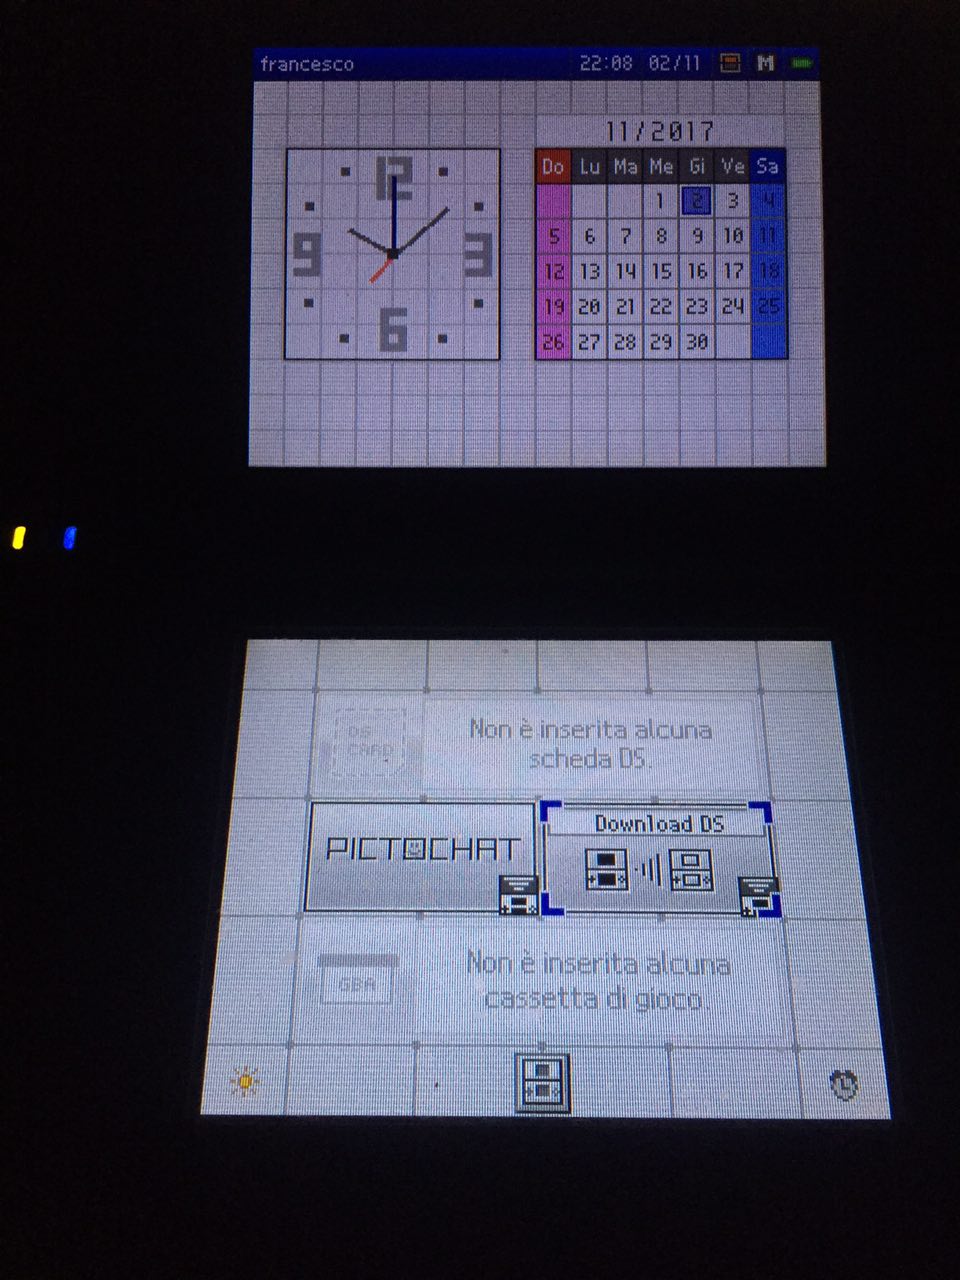 francesco 22:08 02/11 M
11/2017
Do Lu Ma Me Gi Ve Sa
1 2 3 4
5 6 7 8 9 10 11
12 13 14 15 16 17 18
19 20 21 22 23 24 25
26 27 28 29 30
12
9 3
6
DS
CARD
Non è inserita alcuna
scheda DS.
PICTOCHAT
Download DS
GBA
Non è inserita alcuna
cassetta di gioco.